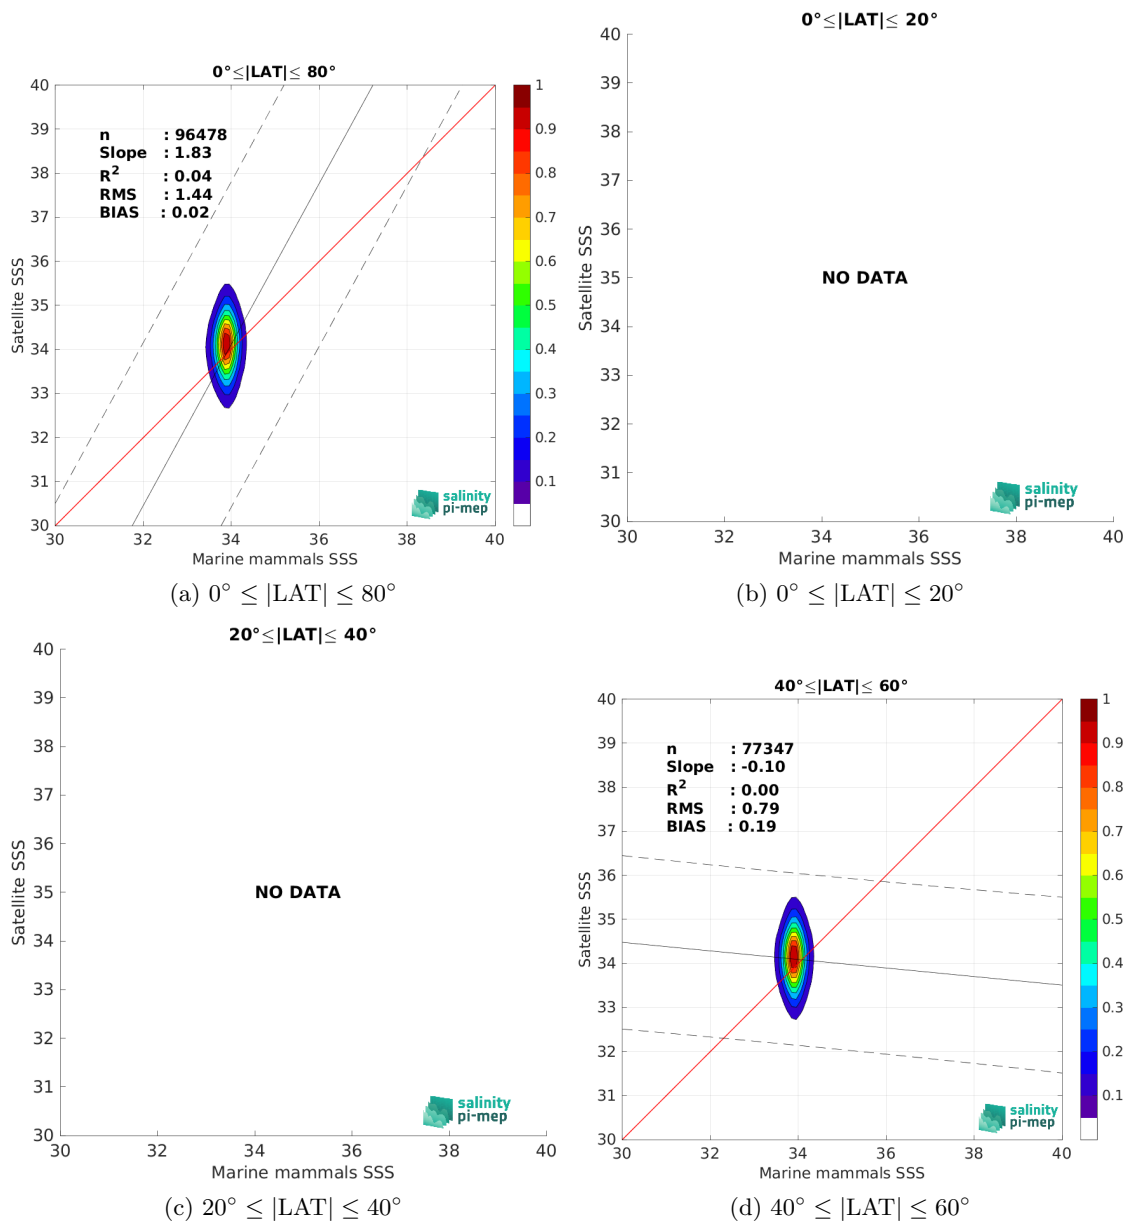 0°≤|LAT|≤ 80°
40
39
38
37
36
35
34
33
32
31
30
Satellite SSS
n : 96478
Slope : 1.83
R² : 0.04
RMS : 1.44
BIAS : 0.02
salinity
pi-mep
30 32 34 36 38 40
Marine mammals SSS
1
0.9
0.8
0.7
0.6
0.5
0.4
0.3
0.2
0.1
(a) 0° ≤ |LAT| ≤ 80°
0°≤|LAT|≤ 20°
40
39
38
37
36
35
34
33
32
31
30
Satellite SSS
NO DATA
salinity
pi-mep
30 32 34 36 38 40
Marine mammals SSS
(b) 0° ≤ |LAT| ≤ 20°
20°≤|LAT|≤ 40°
40
39
38
37
36
35
34
33
32
31
30
Satellite SSS
NO DATA
salinity
pi-mep
30 32 34 36 38 40
Marine mammals SSS
(c) 20° ≤ |LAT| ≤ 40°
40°≤|LAT|≤ 60°
40
39
38
37
36
35
34
33
32
31
30
Satellite SSS
n : 77347
Slope : -0.10
R² : 0.00
RMS : 0.79
BIAS : 0.19
salinity
pi-mep
30 32 34 36 38 40
Marine mammals SSS
1
0.9
0.8
0.7
0.6
0.5
0.4
0.3
0.2
0.1
(d) 40° ≤ |LAT| ≤ 60°